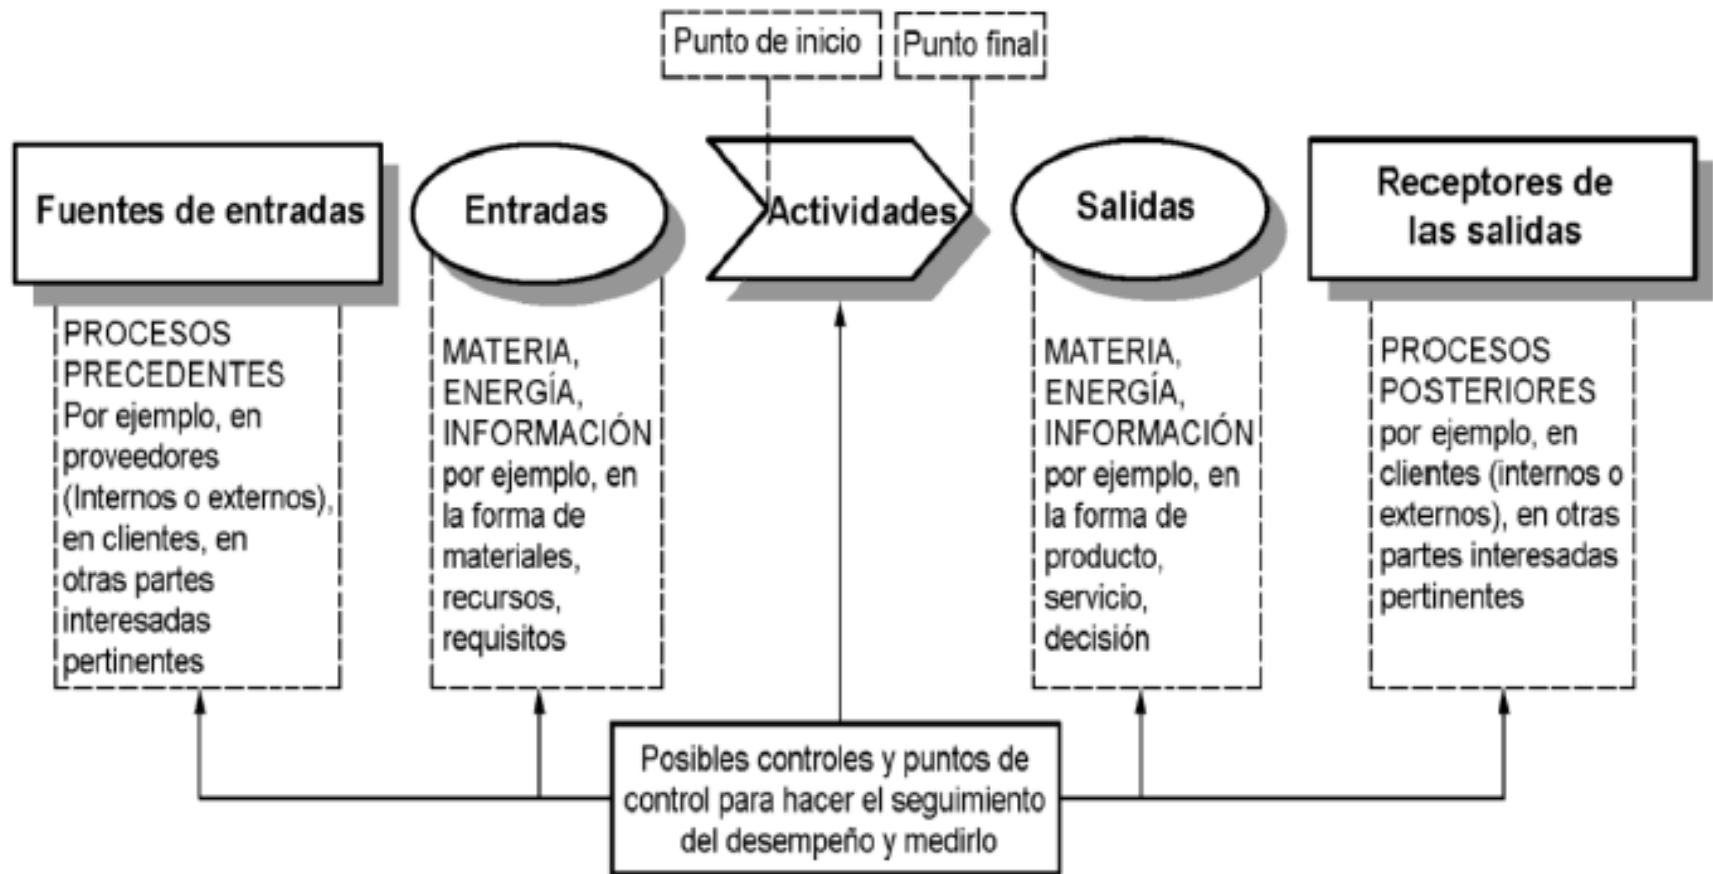 Punto de inicio
Punto final
Fuentes de entradas
Entradas
Actividades
Salidas
Receptores de
las salidas
PROCESOS
PRECEDENTES
Por ejemplo, en
proveedores
(Internos o externos),
en clientes, en
otras partes
interesadas
pertinentes
MATERIA,
ENERGÍA,
INFORMACIÓN
por ejemplo, en
la forma de
materiales,
recursos,
requisitos
MATERIA,
ENERGÍA,
INFORMACIÓN
por ejemplo, en
la forma de
producto,
servicio,
decisión
PROCESOS
POSTERIORES
por ejemplo, en
clientes (internos o
externos), en otras
partes interesadas
pertinentes
Posibles controles y puntos de
control para hacer el seguimiento
del desempeño y medirlo